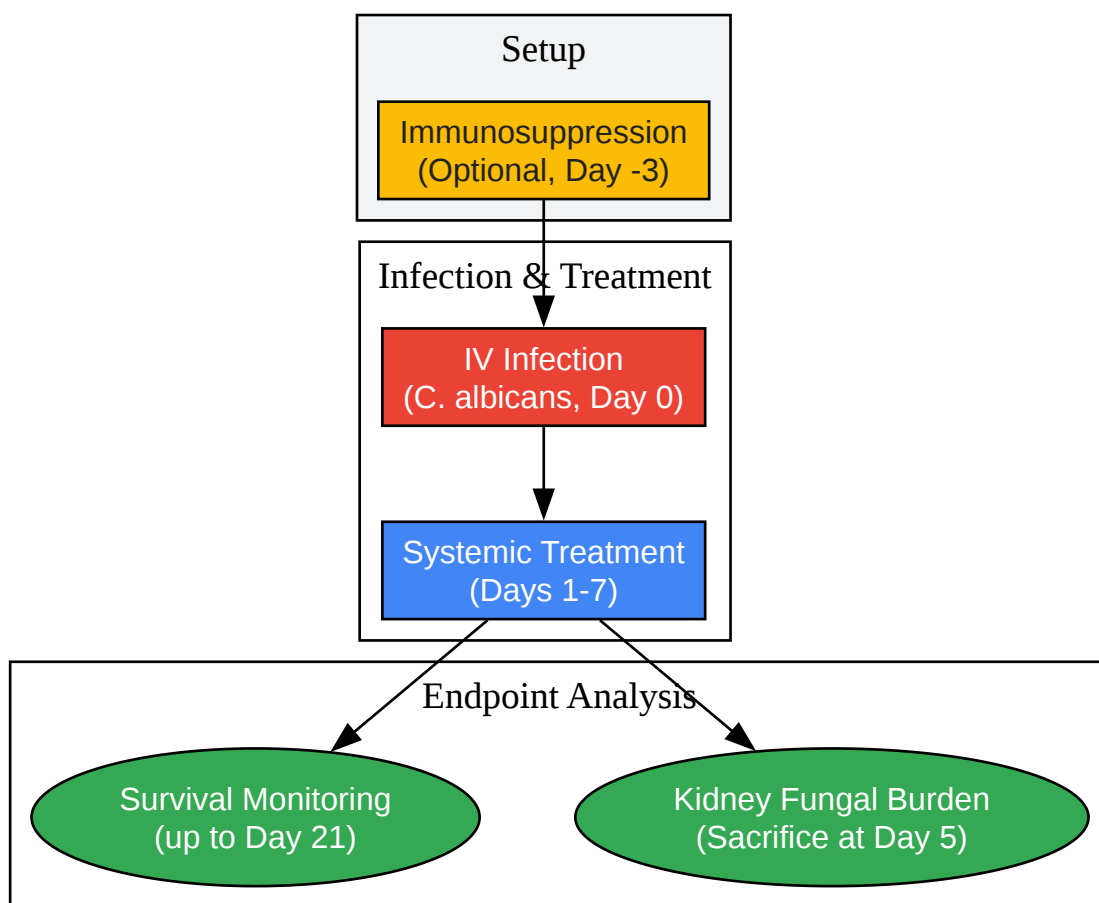 Setup
Immunosuppression
(Optional, Day -3)
Infection & Treatment
IV Infection
(C. albicans, Day 0)
Systemic Treatment
(Days 1-7)
Endpoint Analysis
Survival Monitoring
(up to Day 21)
Kidney Fungal Burden
(Sacrifice at Day 5)